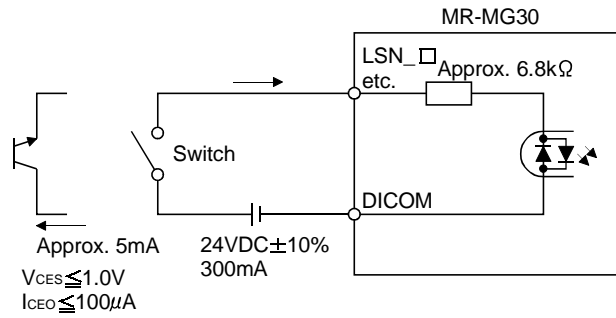 MR-MG30
LSN_□
etc.
Approx. 6.8kΩ
Switch
DICOM
Approx. 5mA
24VDC±10%
300mA
VCES≦1.0V
ICEO≦100μA